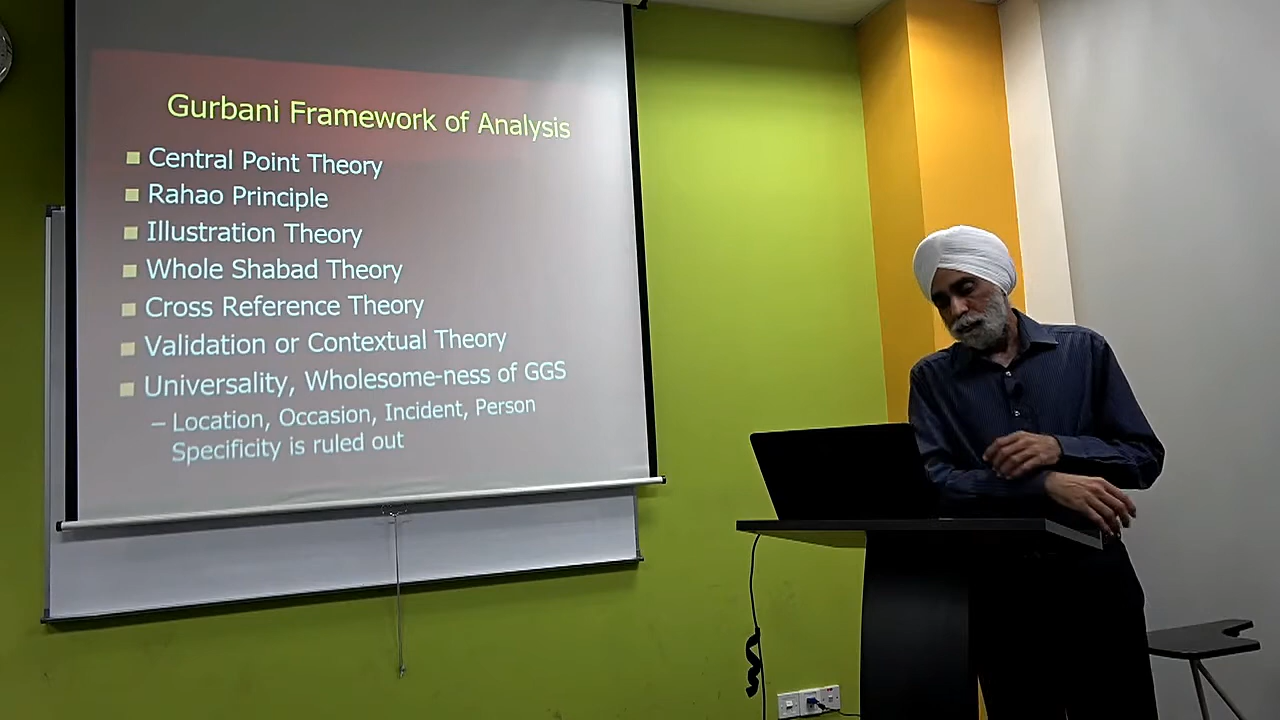 Gurbani Framework of Analysis
Central Point Theory
Rahao Principle
Illustration Theory
Whole Shabad Theory
Cross Reference Theory
Validation or Contextual Theory
Universality, Wholesome-ness of GGS
– Location, Occasion, Incident, Person
Specificity is ruled out